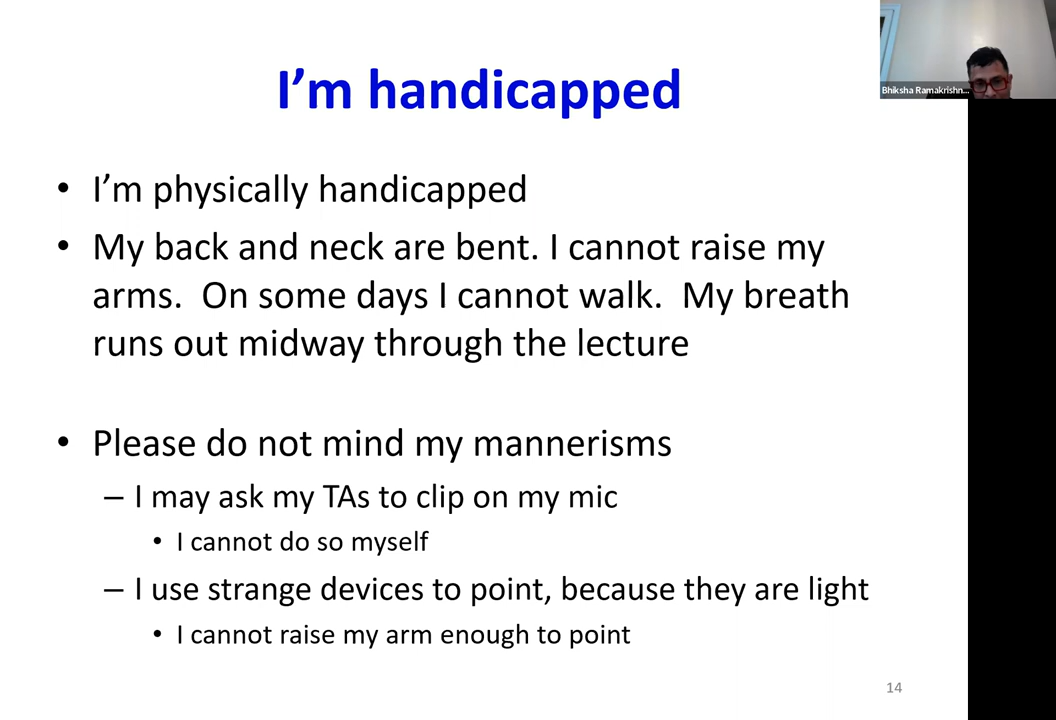 Bhiksha Ramakrishn...
I'm handicapped
• I'm physically handicapped
• My back and neck are bent. I cannot raise my
arms.  On some days I cannot walk.  My breath
runs out midway through the lecture
• Please do not mind my mannerisms
– I may ask my TAs to clip on my mic
• I cannot do so myself
– I use strange devices to point, because they are light
• I cannot raise my arm enough to point
14